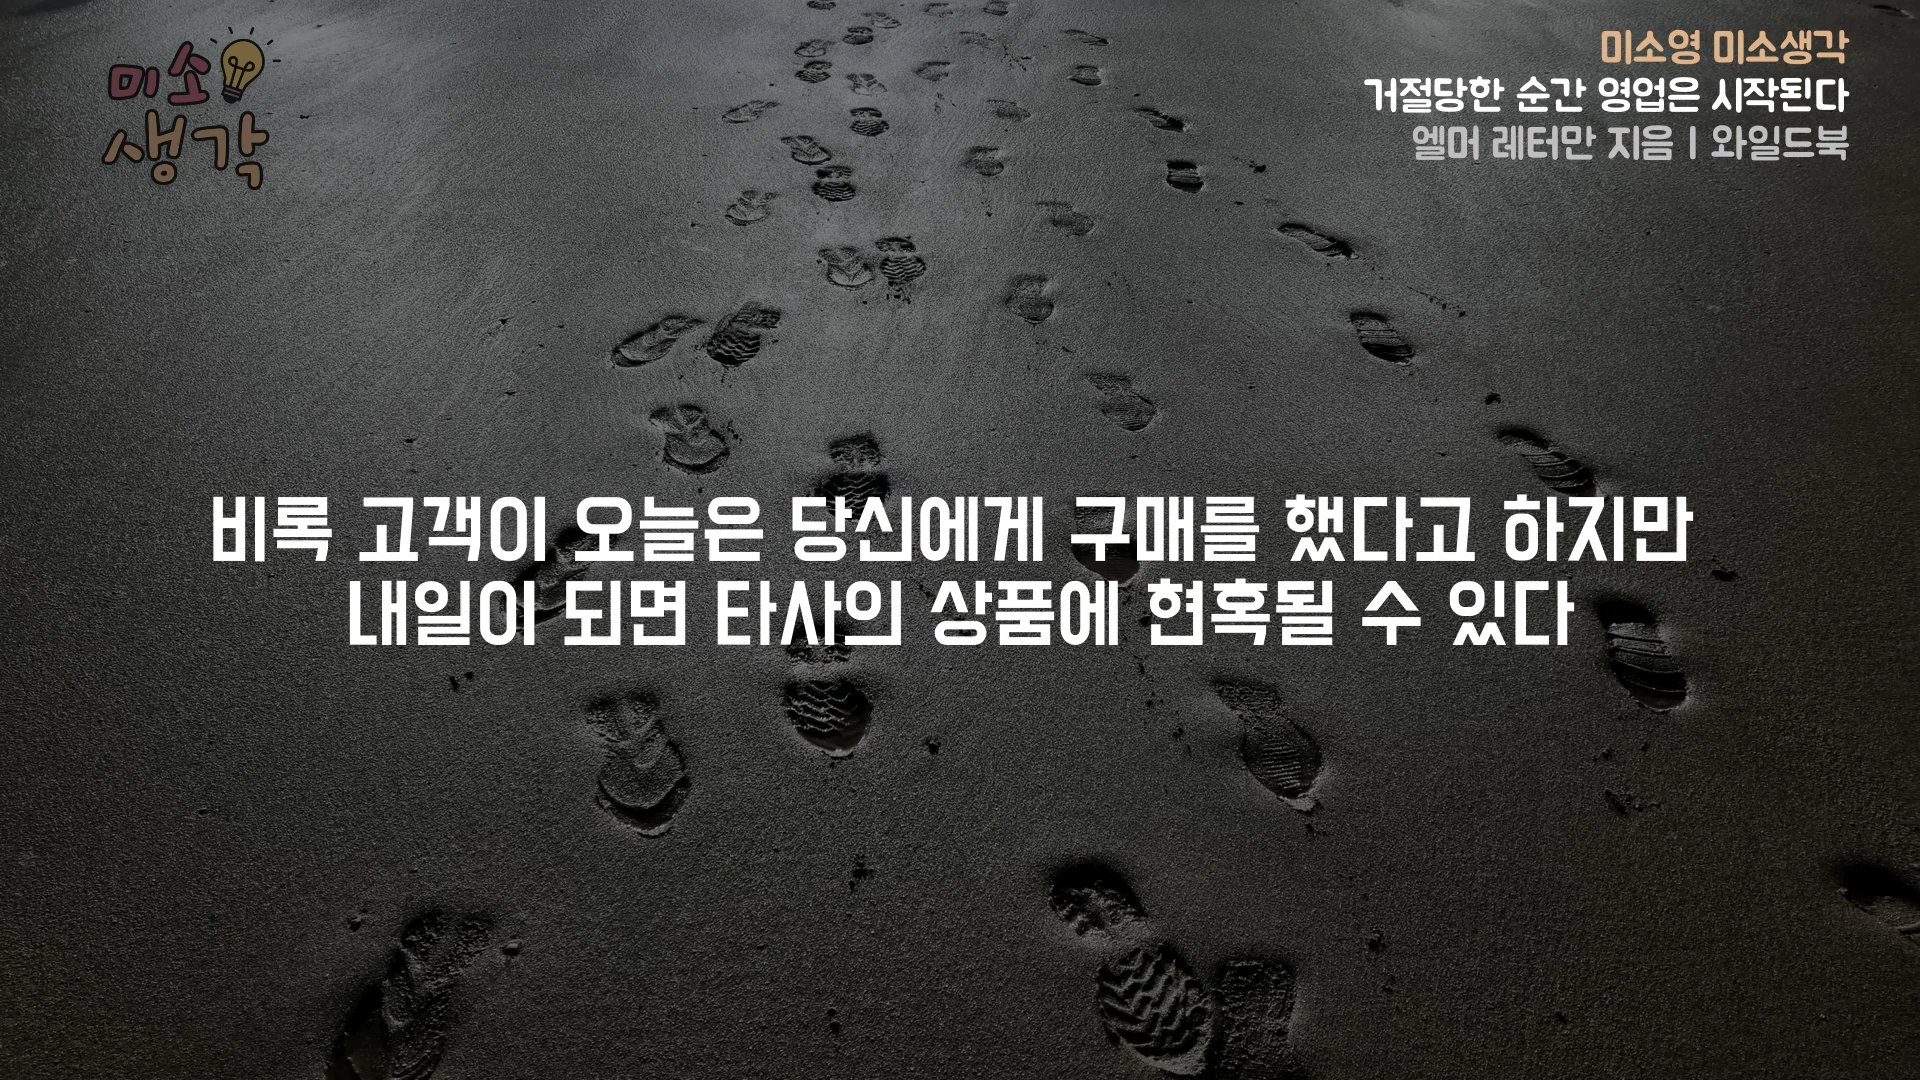 미소
생각
미소영 미소생각
거절당한 순간 영업은 시작된다
엘머 레터만 지음 | 와일드북
비록 고객이 오늘은 당신에게 구매를 했다고 하지만
내일이 되면 타사의 상품에 현혹될 수 있다